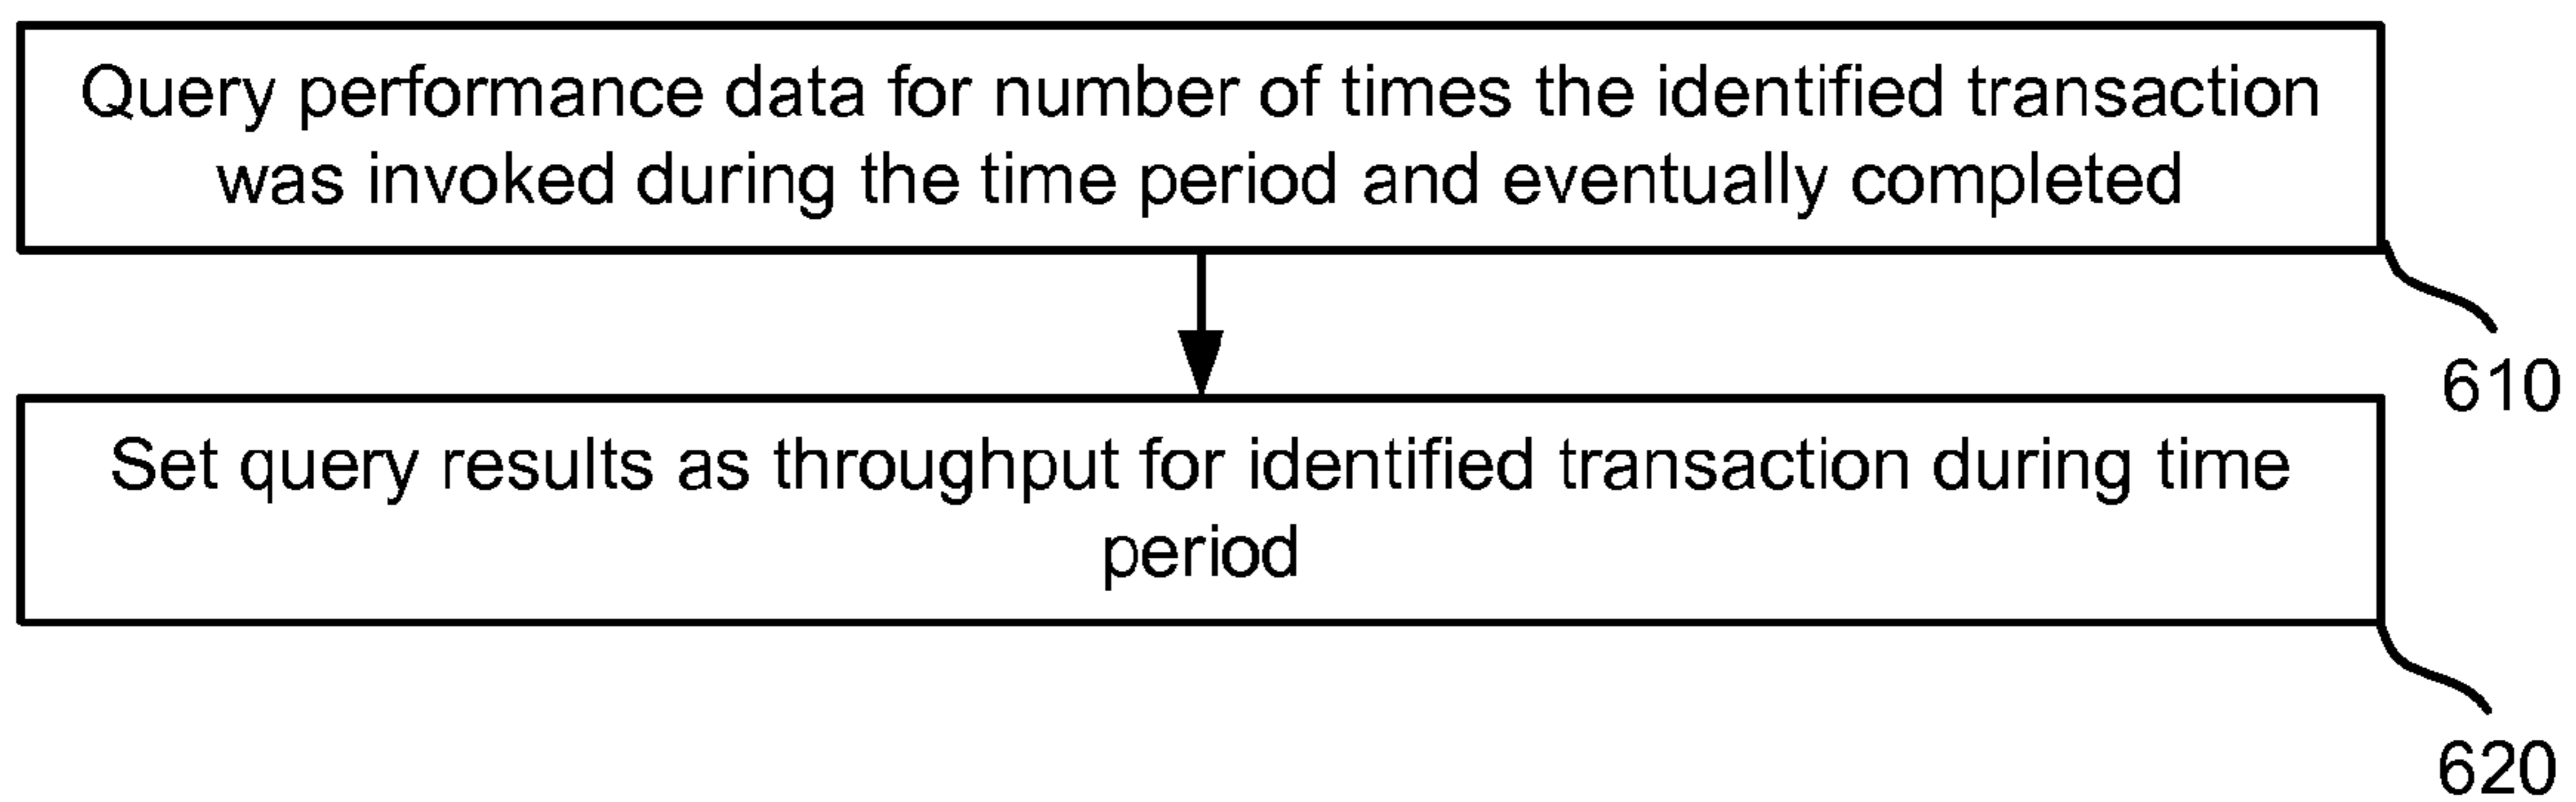 Query performance data for number of times the identified transaction
was invoked during the time period and eventually completed
610
Set query results as throughput for identified transaction during time
period
620